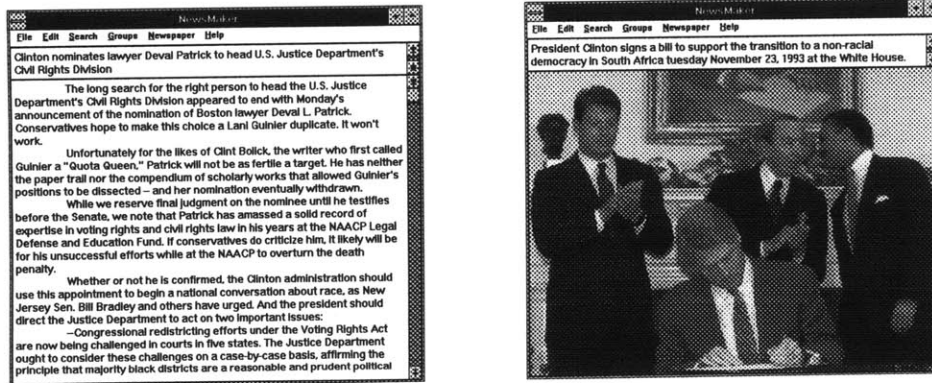 NewsMaker
File Edit Search Groups Newspaper Help
Clinton nominates lawyer Deval Patrick to head U.S. Justice Department's
Civil Rights Division
The long search for the right person to head the U.S. Justice
Department's Civil Rights Division appeared to end with Monday's
announcement of the nomination of Boston lawyer Deval L. Patrick.
Conservatives hope to make this choice a Lani Guinier duplicate. It won't
work.
Unfortunately for the likes of Clint Bolick, the writer who first called
Guinier a "Quota Queen," Patrick will not be as fertile a target. He has neither
the paper trail nor the compendium of scholarly works that allowed Guinier's
positions to be dissected – and her nomination eventually withdrawn.
While we reserve final judgment on the nominee until he testifies
before the Senate, we note that Patrick has amassed a solid record of
expertise in voting rights and civil rights law in his years at the NAACP Legal
Defense and Education Fund. If conservatives do criticize him, it likely will be
for his unsuccessful efforts while at the NAACP to overturn the death
penalty.
Whether or not he is confirmed, the Clinton administration should
use this appointment to begin a national conversation about race, as New
Jersey Sen. Bill Bradley and others have urged. And the president should
direct the Justice Department to act on two important issues:
–Congressional redistricting efforts under the Voting Rights Act
are now being challenged in courts in five states. The Justice Department
ought to consider these challenges on a case-by-case basis, affirming the
principle that majority black districts are a reasonable and prudent political
NewsMaker
File Edit Search Groups Newspaper Help
President Clinton signs a bill to support the transition to a non-racial
democracy in South Africa tuesday November 23, 1993 at the White House.